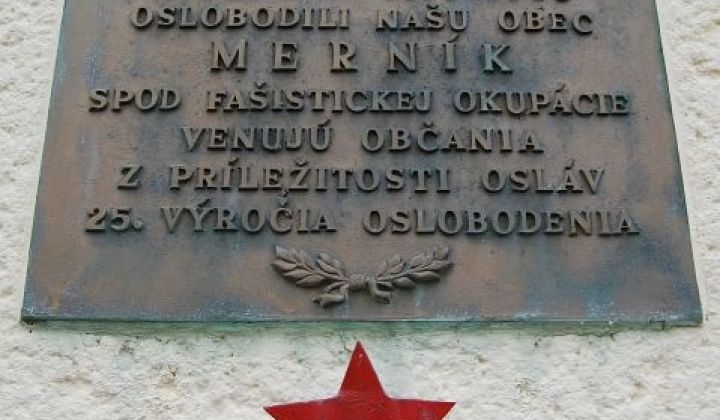 OSLOBODILI NAŠU OBEC
MERNÍK
SPOD FAŠISTICKEJ OKUPÁCIE
VENUJÚ OBČANIA
Z PRÍLEŽITOSTI OSLÁV
25. VÝROČIA OSLOBODENIA